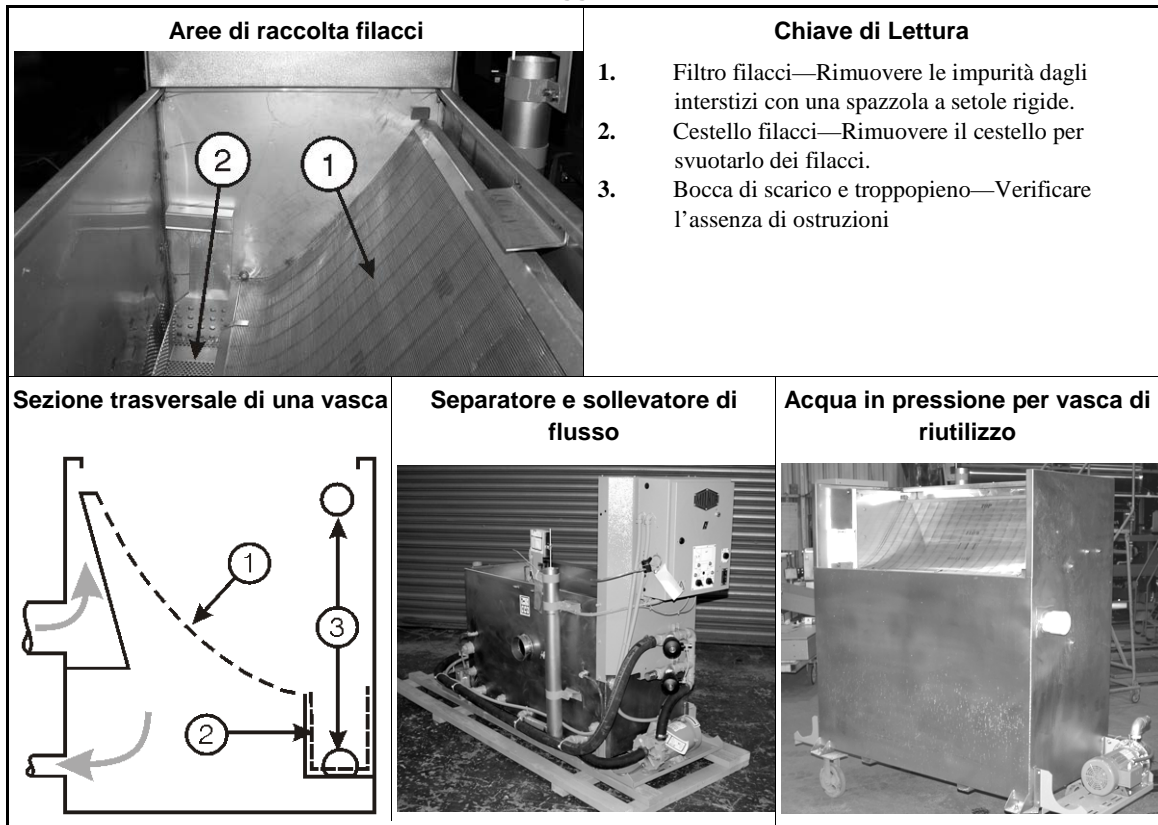 Aree di raccolta filacci
2
1
Chiave di Lettura
1. Filtro filacci—Rimuovere le impurità dagli
interstizi con una spazzola a setole rigide.
2. Cestello filacci—Rimuovere il cestello per
svuotarlo dei filacci.
3. Bocca di scarico e troppopieno—Verificare
l’assenza di ostruzioni
Sezione trasversale di una vasca
1
3
2
Separatore e sollevatore di
flusso
Acqua in pressione per vasca di
riutilizzo